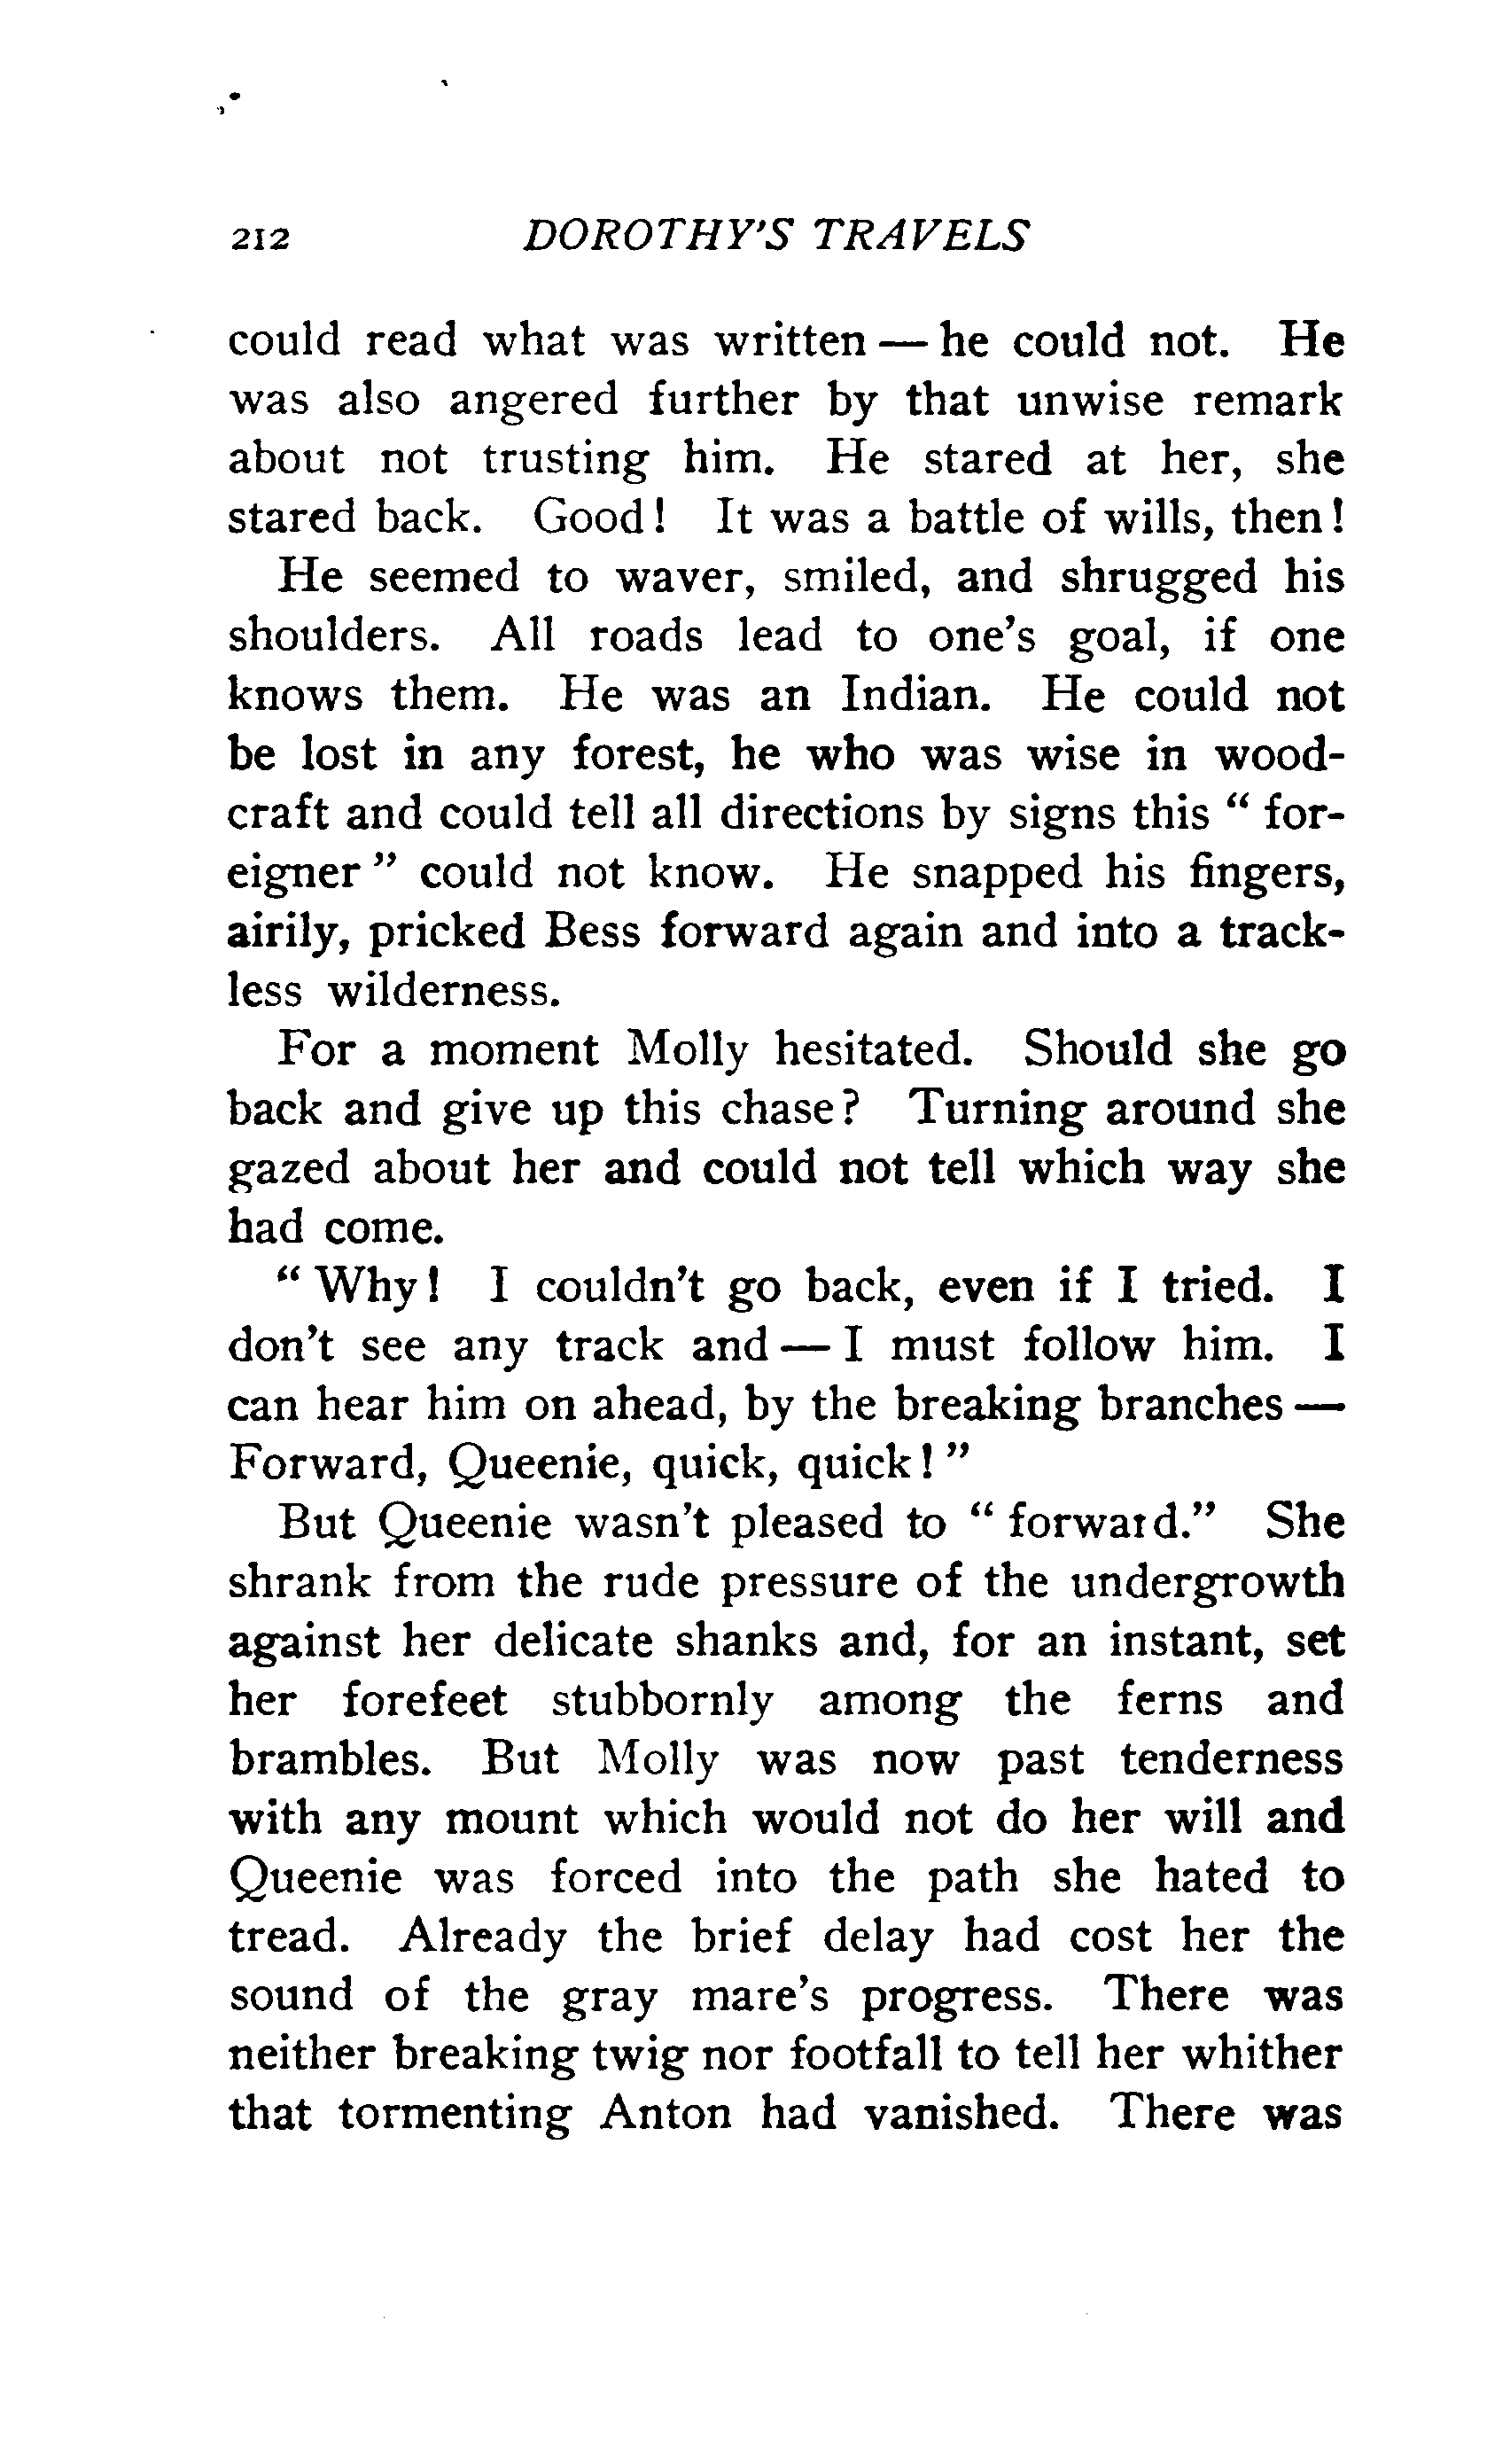 212 DOROTHY'S TRAVELS
could read what was written — he could not. He
was also angered further by that unwise remark
about not trusting him. He stared at her, she
stared back. Good! It was a battle of wills, then!
He seemed to waver, smiled, and shrugged his
shoulders. All roads lead to one's goal, if one
knows them. He was an Indian. He could not
be lost in any forest, he who was wise in wood-
craft and could tell all directions by signs this " for-
eigner " could not know. He snapped his fingers,
airily, pricked Bess forward again and into a track-
less wilderness.
For a moment Molly hesitated. Should she go
back and give up this chase? Turning around she
gazed about her and could not tell which way she
had come.
" Why! I couldn't go back, even if I tried. I
don't see any track and — I must follow him. I
can hear him on ahead, by the breaking branches —
Forward, Queenie, quick, quick! "
But Queenie wasn't pleased to " forward." She
shrank from the rude pressure of the undergrowth
against her delicate shanks and, for an instant, set
her forefeet stubbornly among the ferns and
brambles. But Molly was now past tenderness
with any mount which would not do her will and
Queenie was forced into the path she hated to
tread. Already the brief delay had cost her the
sound of the gray mare's progress. There was
neither breaking twig nor footfall to tell her whither
that tormenting Anton had vanished. There was